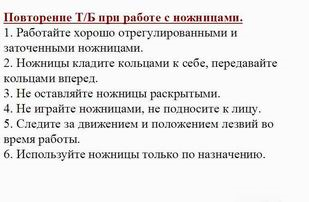 Повторение Т/Б при работе с ножницами.
1. Работайте хорошо отрегулированными и
заточенными ножницами.
2. Ножницы кладите кольцами к себе, передавайте
кольцами вперед.
3. Не оставляйте ножницы раскрытыми.
4. Не играйте ножницами, не подносите к лицу.
5. Следите за движением и положением лезвий во
время работы.
6. Используйте ножницы только по назначению.